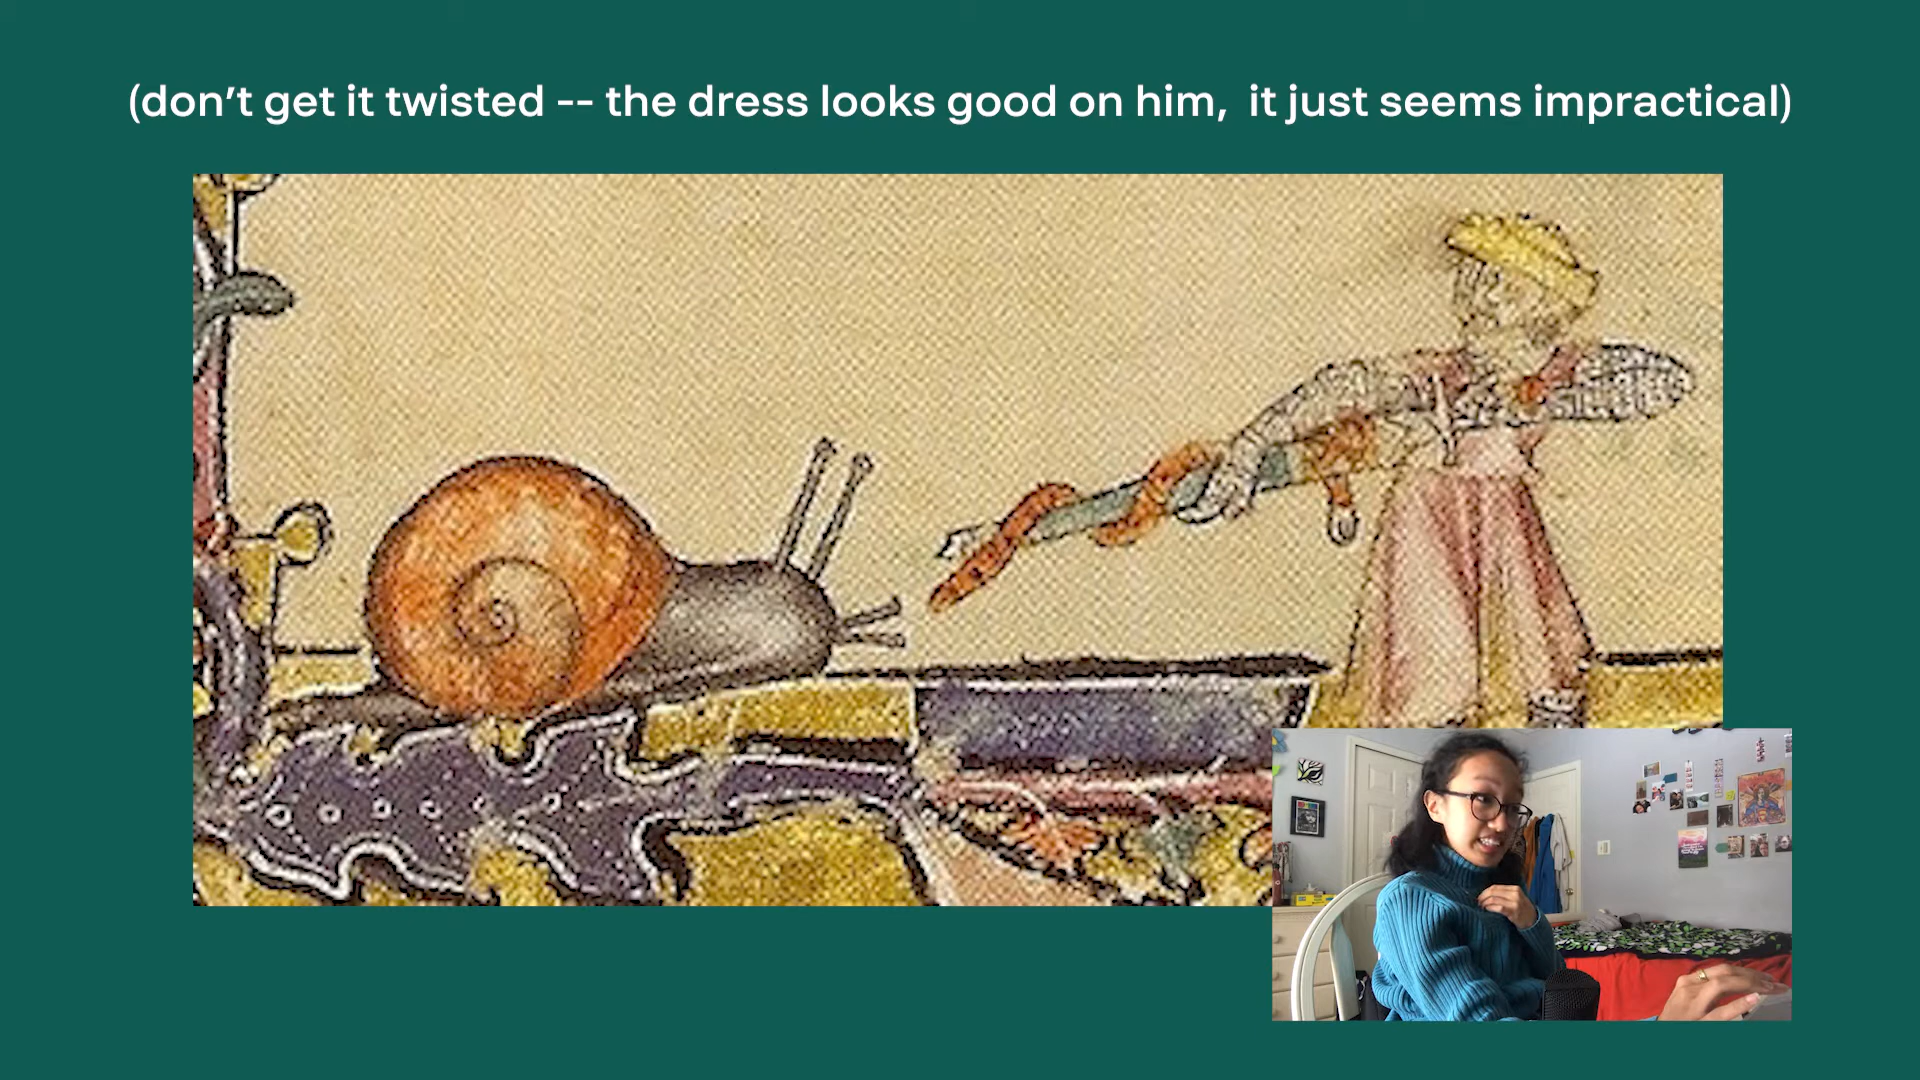 (don't get it twisted -- the dress looks good on him,  it just seems impractical)